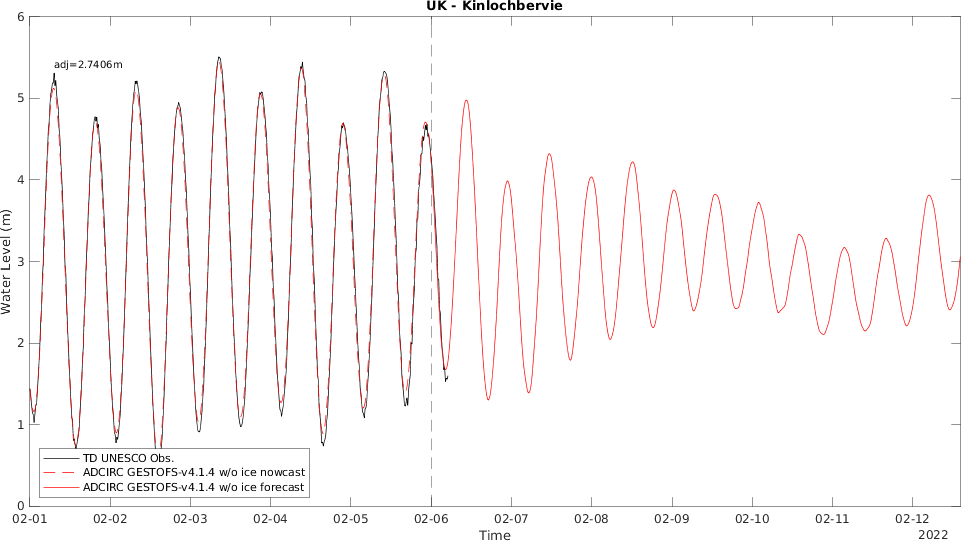 UK - Kinlochbervie
6
adj=2.7406m
5
4
3
2
1
0
Water Level (m)
TD UNESCO Obs.
ADCIRC GESTOFS-v4.1.4 w/o ice nowcast
ADCIRC GESTOFS-v4.1.4 w/o ice forecast
02-01 02-02 02-03 02-04 02-05 02-06 02-07 02-08 02-09 02-10 02-11 02-12
Time
2022